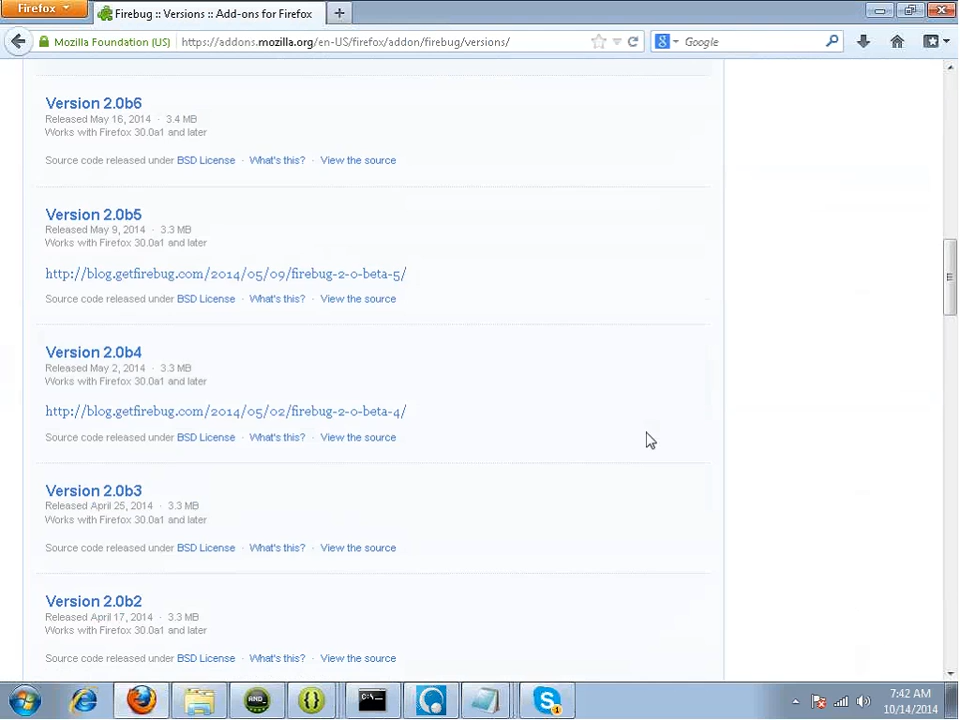 Firefox
Firebug :: Versions :: Add-ons for Firefox
Mozilla Foundation (US)
https://addons.mozilla.org/en-US/firefox/addon/firebug/versions/
Google
Version 2.0b6
Released May 16, 2014 · 3.4 MB
Works with Firefox 30.0a1 and later
Source code released under BSD License · What's this? · View the source
Version 2.0b5
Released May 9, 2014 · 3.3 MB
Works with Firefox 30.0a1 and later
http://blog.getfirebug.com/2014/05/09/firebug-2-0-beta-5/
Source code released under BSD License · What's this? · View the source
Version 2.0b4
Released May 2, 2014 · 3.3 MB
Works with Firefox 30.0a1 and later
http://blog.getfirebug.com/2014/05/02/firebug-2-0-beta-4/
Source code released under BSD License · What's this? · View the source
Version 2.0b3
Released April 25, 2014 · 3.3 MB
Works with Firefox 30.0a1 and later
Source code released under BSD License · What's this? · View the source
Version 2.0b2
Released April 17, 2014 · 3.3 MB
Works with Firefox 30.0a1 and later
Source code released under BSD License · What's this? · View the source
7:42 AM
10/14/2014